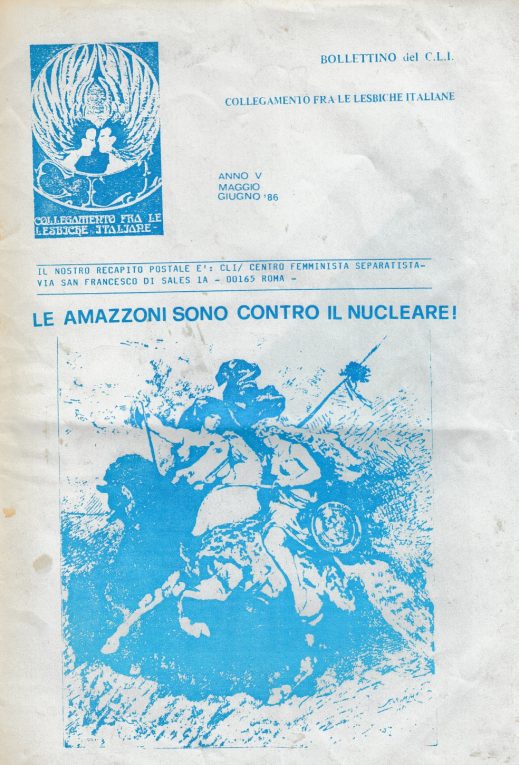 BOLLETTINO del C.L.I.
COLLEGAMENTO FRA LE LESBICHE ITALIANE
COLLEGAMENTO FRA LE
LESBICHE ITALIANE-
ANNO V
MAGGIO
GIUGNO '86
IL NOSTRO RECAPITO POSTALE E': CLI/ CENTRO FEMMINISTA SEPARATISTA-
VIA SAN FRANCESCO DI SALES 1A - 00165 ROMA -
LE AMAZZONI SONO CONTRO IL NUCLEARE!